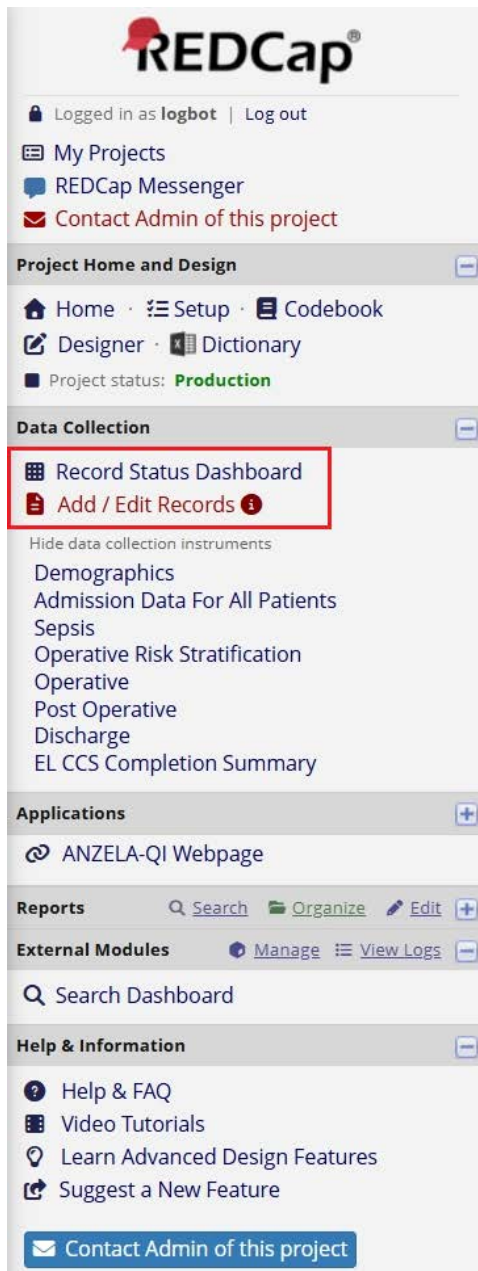 REDCap®
Logged in as logbot | Log out
My Projects
REDCap Messenger
Contact Admin of this project
Project Home and Design
Home · Setup · Codebook
Designer · Dictionary
Project status: Production
Data Collection
Record Status Dashboard
Add / Edit Records
Hide data collection instruments
Demographics
Admission Data For All Patients
Sepsis
Operative Risk Stratification
Operative
Post Operative
Discharge
EL CCS Completion Summary
Applications
ANZELA-QI Webpage
Reports Search Organize Edit
External Modules Manage View Logs
Search Dashboard
Help & Information
Help & FAQ
Video Tutorials
Learn Advanced Design Features
Suggest a New Feature
Contact Admin of this project